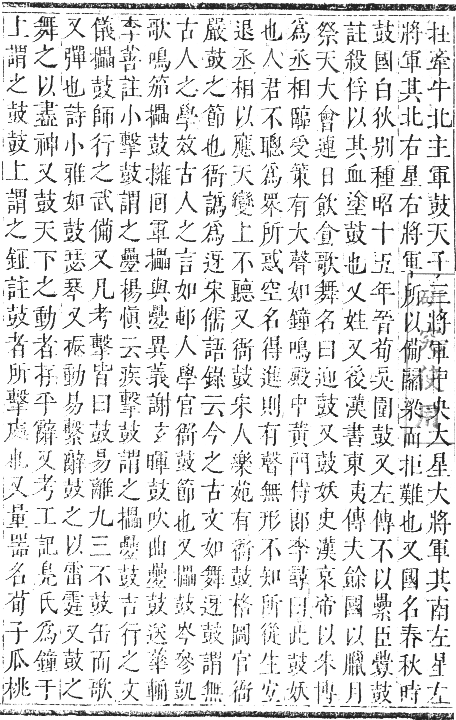 在牽牛北主軍鼓天子三將軍中央大星大將軍其南左星左
將軍其北右星右將軍所以備關梁而拒難也又國名春秋時
鼓國白狄別種昭十五年晉荀吳圍鼓又左傳不以纍臣釁鼓
註殺俘以其血塗鼓也又姓又後漢書東夷傳夫餘國以臘月
祭天大會連日飮食歌舞名曰迎鼓又鼓妖史漢哀帝以朱博
爲丞相臨受策有大聲如鐘鳴殿中黃門侍郎李尋曰此鼓妖
也人君不聰爲衆所惑空名得進則有聲無形不知所從生宜
退丞相以應天變上不聽又衙鼓宋人樂苑有衙鼓格圖官衙
嚴鼓之節也衙譌爲迓宋儒語錄云今之古文如舞迓鼓謂無
古人之學效古人之言如邨人學官衙鼓節也又攂鼓岑參凱
歌鳴笳攂鼓擁囘軍攂與疊異義謝玄暉鼓吹曲疊鼓送華輈
李善註小擊鼓謂之疊楊愼云疾擊鼓謂之攂疊鼓吉行之文
儀攂鼓師行之武備又凡考擊皆曰鼓易離九三不鼓缶而歌
又彈也詩小雅如鼓瑟琴又振動易繫辭鼓之以雷霆又鼓之
舞之以盡神又鼓天下之動者存乎辭又考工記鳧氏爲鐘于
上謂之鼓鼓上謂之鉦註鼓者所擊處也又量器名荀子瓜桃